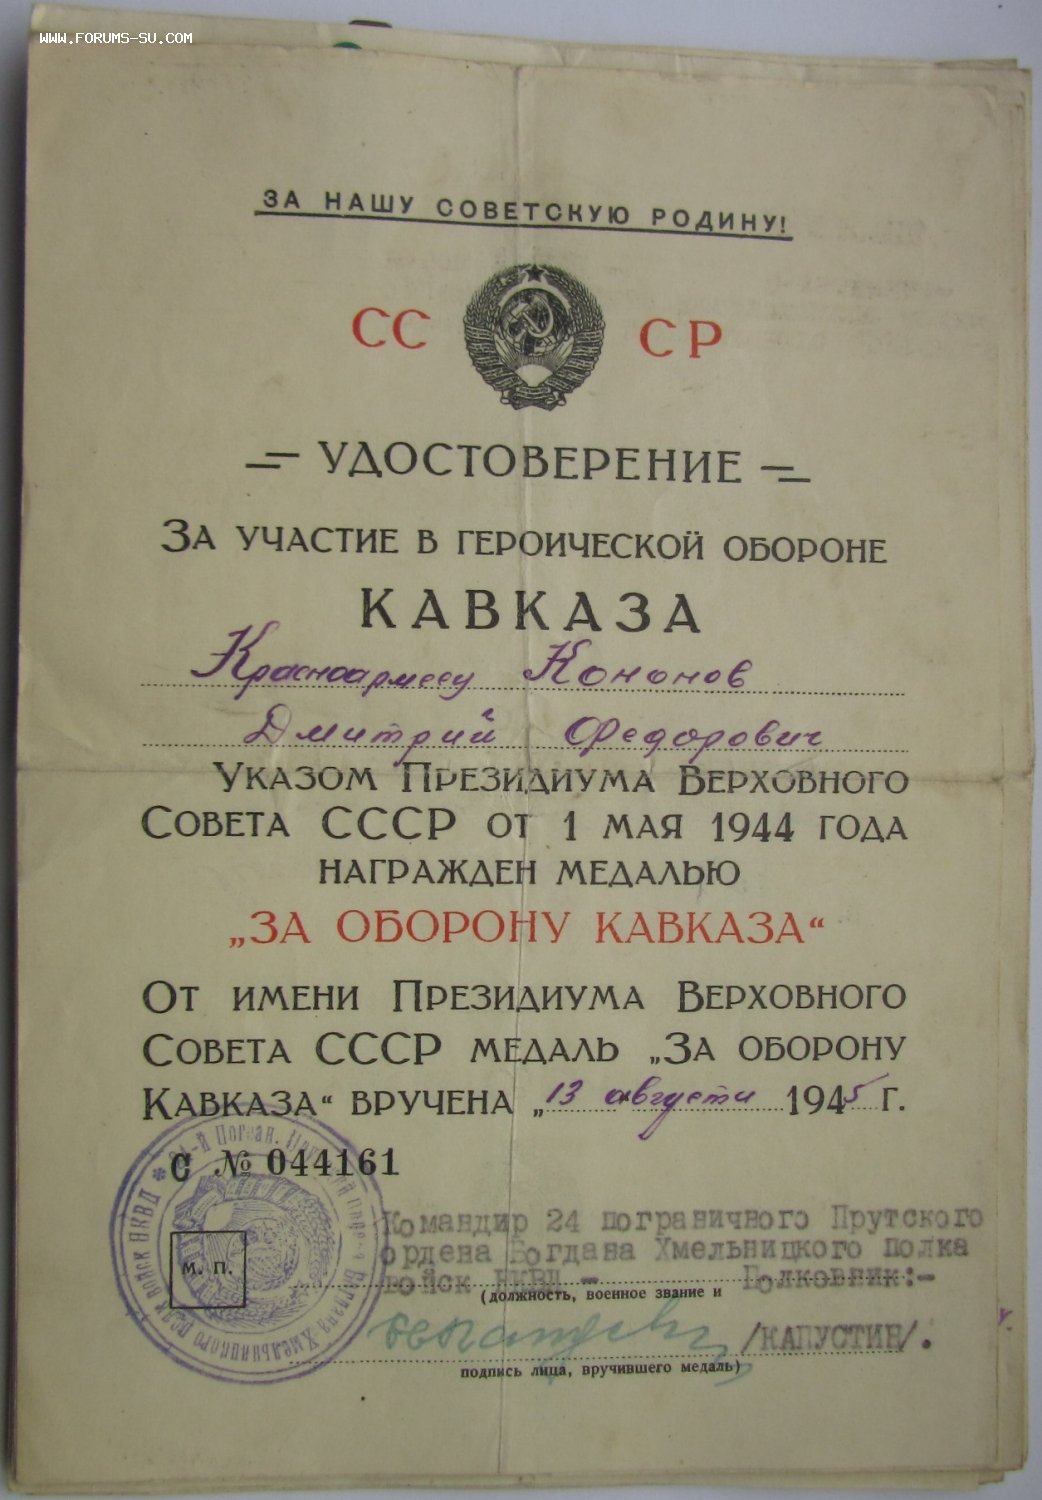 WWW.FORUMS-SU.COM
ЗА НАШУ СОВЕТСКУЮ РОДИНУ!
СС СР
УДОСТОВЕРЕНИЕ
ЗА УЧАСТИЕ В ГЕРОИЧЕСКОЙ ОБОРОНЕ
КАВКАЗА
Красноармеецу Кононов
Дмитрий Федорович
УКАЗОМ ПРЕЗИДИУМА ВЕРХОВНОГО
СОВЕТА СССР ОТ 1 МАЯ 1944 ГОДА
НАГРАЖДЕН МЕДАЛЬЮ
„ЗА ОБОРОНУ КАВКАЗА“
ОТ ИМЕНИ ПРЕЗИДИУМА ВЕРХОВНОГО
СОВЕТА СССР МЕДАЛЬ „ЗА ОБОРОНУ
КАВКАЗА“ ВРУЧЕНА „13 августа 1945 Г.
С № 044161
Командир 24 пограничного Прутского
ордена Богдана Хмельницкого полка
войск НКВД - Полковник:-
м. п.
(должность, военное звание и
/КАПУСТИН/.
подпись лица, вручившего медаль)